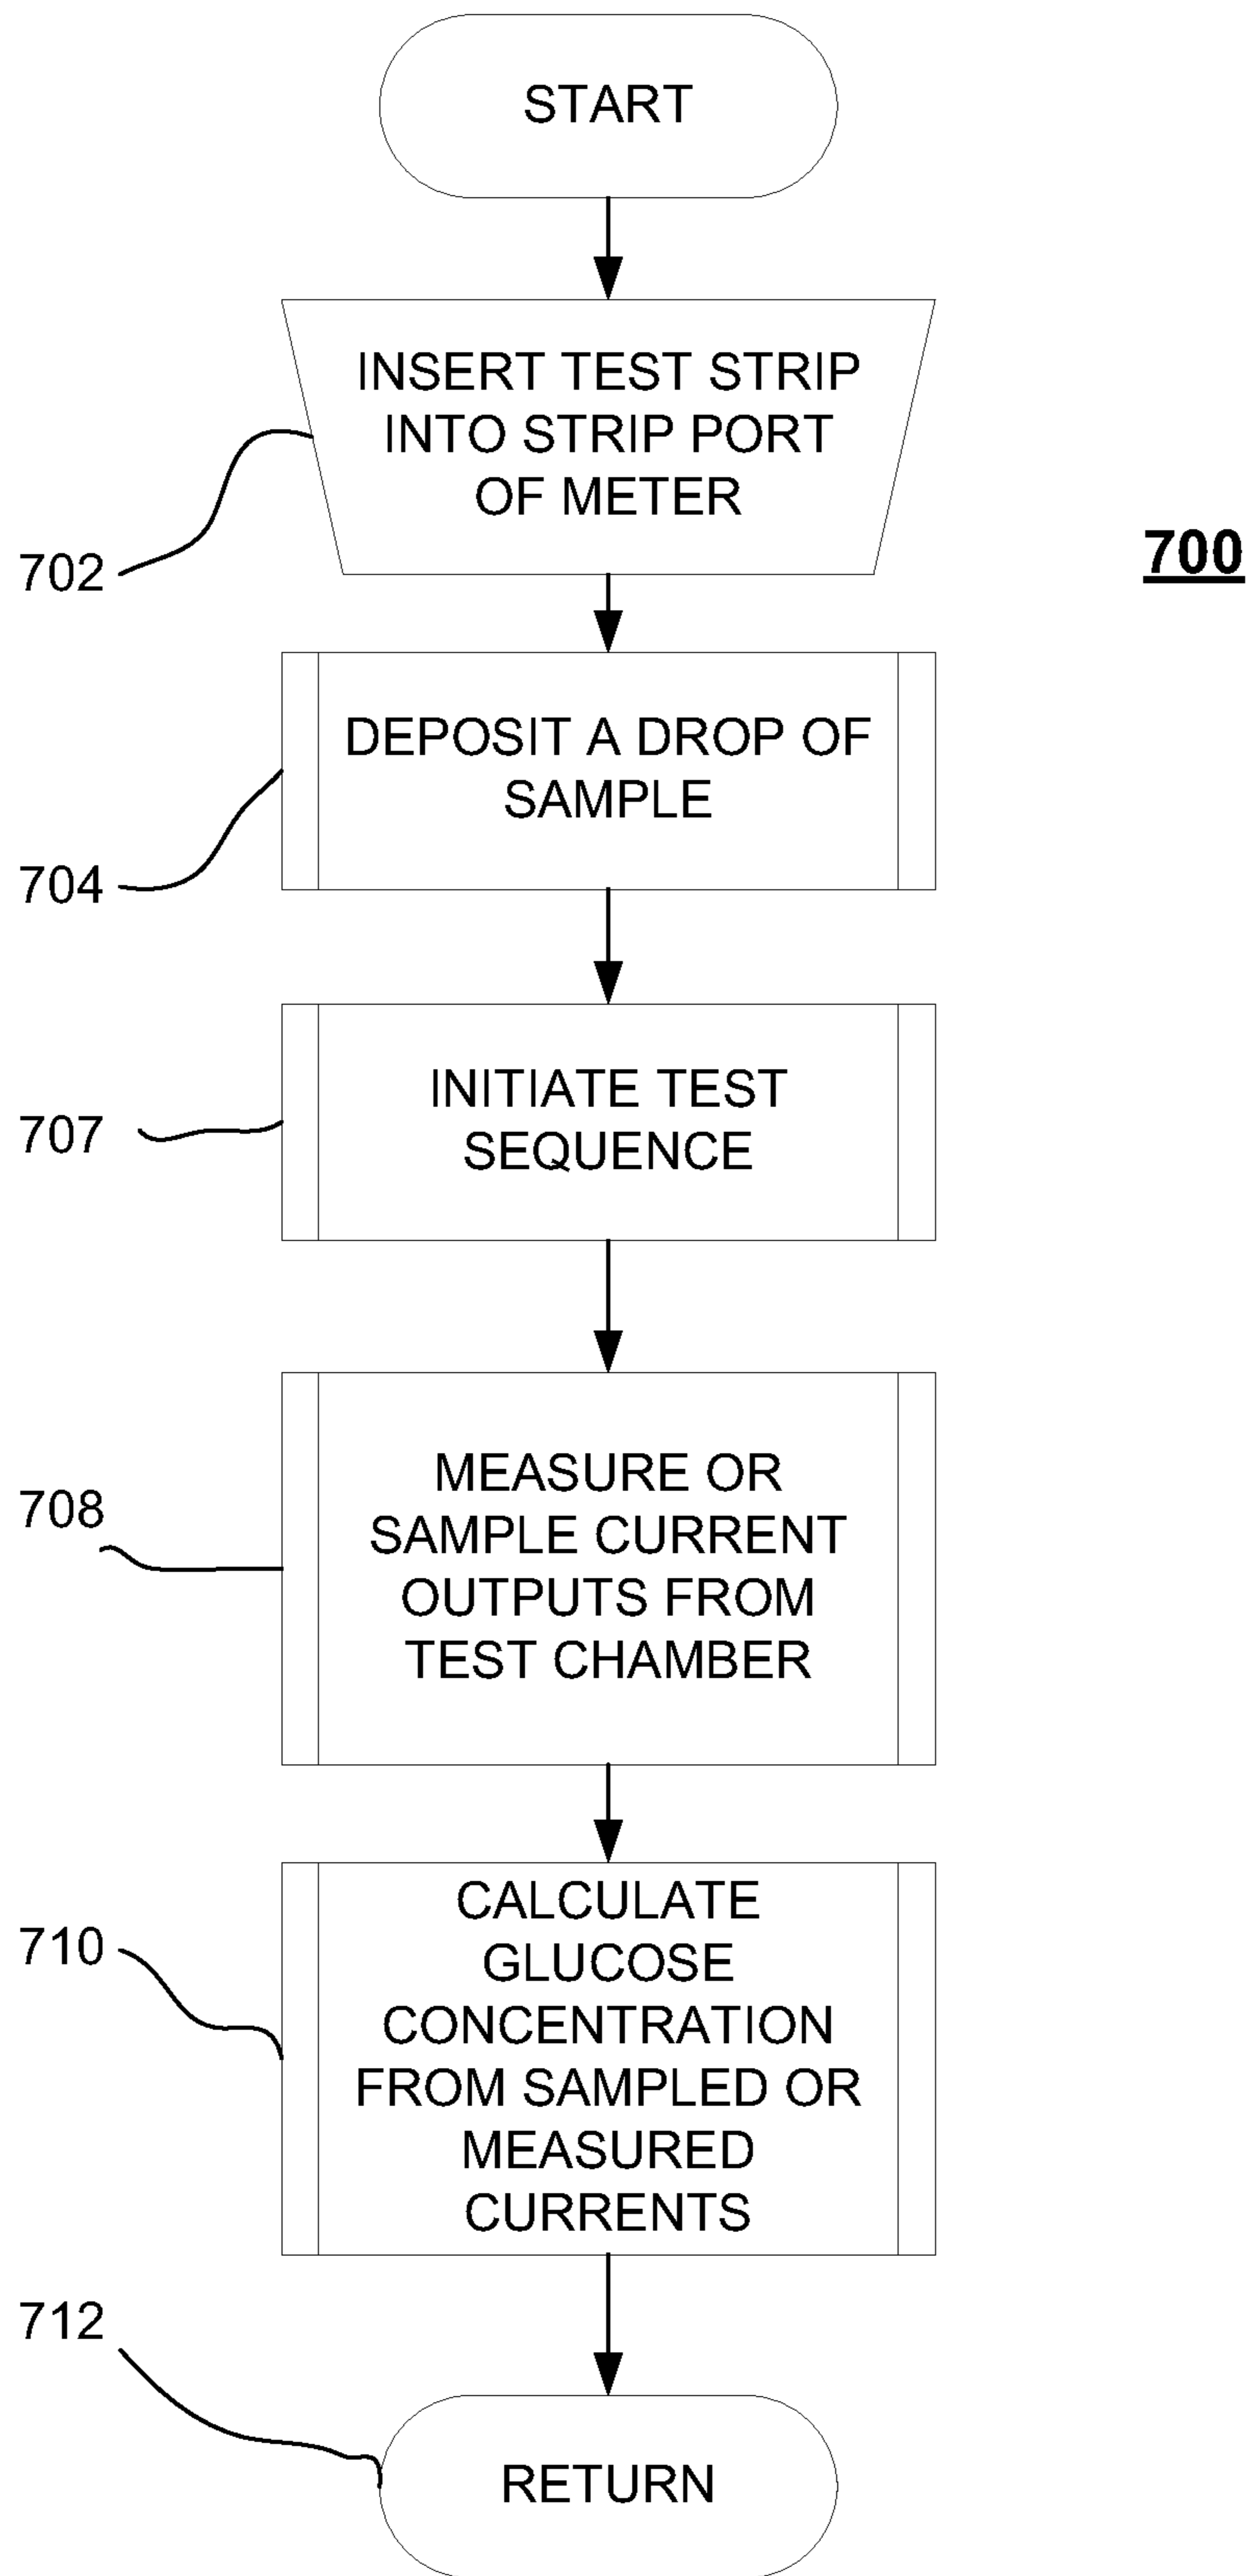 START
INSERT TEST STRIP
INTO STRIP PORT
OF METER
702
700
DEPOSIT A DROP OF
SAMPLE
704
INITIATE TEST
SEQUENCE
707
MEASURE OR
SAMPLE CURRENT
OUTPUTS FROM
TEST CHAMBER
708
CALCULATE
GLUCOSE
CONCENTRATION
FROM SAMPLED OR
MEASURED
CURRENTS
710
712
RETURN